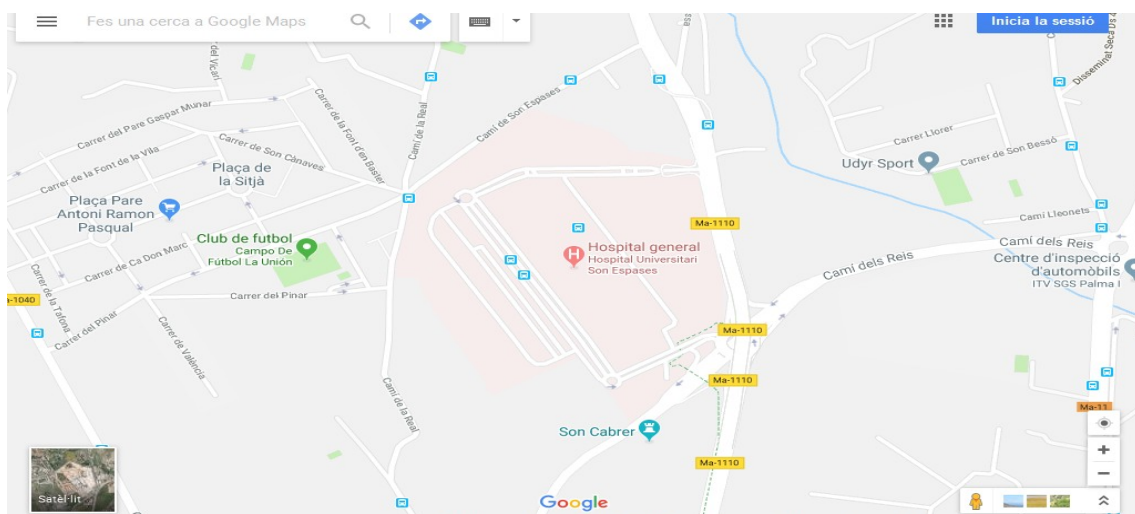 Fes una cerca a Google Maps
Inicia la sessió
Disseminat Seca Ds 4
del Vicari
Carrer del Pare Gaspar Munar
Carrer de la Font d'en Baster
Camí de la Real
Camí de Son Espases
Carrer de Son Cànaves
Carrer de la Font de la Vila
Plaça de
la Sitjà
Plaça Pare
Antoni Ramon
Pasqual
Club de futbol
Campo De
Fútbol La Unión
Carrer de Ca Don Marc
Carrer del Pinar
Carrer del Pinar
Carrer de la Tafona
Ma-1040
Carrer de València
Camí de la Real
Hospital general
Hospital Universitari
Son Espases
Ma-1110
Ma-1110
Ma-1110
Ma-1110
Camí dels Reis
Camí dels Reis
Carrer Llorer
Carrer de Son Bessó
Udyr Sport
Camí Lleonets
Centre d'inspecció
d'automòbils
ITV SGS Palma I
Ma-11
Son Cabrer
Satèl·lit
Google